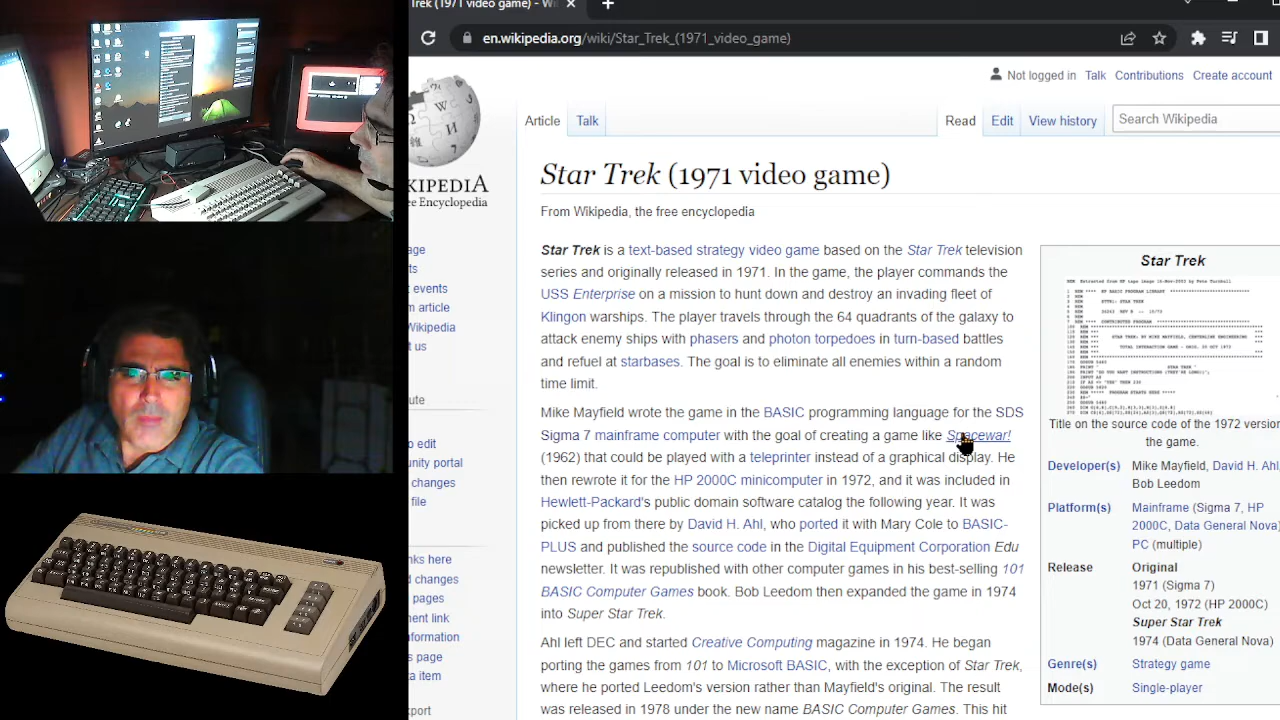 Trek (1971 video game) - Wi
en.wikipedia.org/wiki/Star_Trek_(1971_video_game)
Not logged in Talk Contributions Create account
Article Talk Read Edit View history Search Wikipedia
KIPEDIA
ree Encyclopedia
Star Trek (1971 video game)
From Wikipedia, the free encyclopedia
age
ts
t events
n article
Wikipedia
t us
ute
o edit
unity portal
changes
file
nks here
d changes
pages
ent link
nformation
s page
ta item
xport
Star Trek is a text-based strategy video game based on the Star Trek television
series and originally released in 1971. In the game, the player commands the
USS Enterprise on a mission to hunt down and destroy an invading fleet of
Klingon warships. The player travels through the 64 quadrants of the galaxy to
attack enemy ships with phasers and photon torpedoes in turn-based battles
and refuel at starbases. The goal is to eliminate all enemies within a random
time limit.
Mike Mayfield wrote the game in the BASIC programming language for the SDS
Sigma 7 mainframe computer with the goal of creating a game like Spacewar!
(1962) that could be played with a teleprinter instead of a graphical display. He
then rewrote it for the HP 2000C minicomputer in 1972, and it was included in
Hewlett-Packard's public domain software catalog the following year. It was
picked up from there by David H. Ahl, who ported it with Mary Cole to BASIC-
PLUS and published the source code in the Digital Equipment Corporation Edu
newsletter. It was republished with other computer games in his best-selling 101
BASIC Computer Games book. Bob Leedom then expanded the game in 1974
into Super Star Trek.
Ahl left DEC and started Creative Computing magazine in 1974. He began
porting the games from 101 to Microsoft BASIC, with the exception of Star Trek,
where he ported Leedom's version rather than Mayfield's original. The result
was released in 1978 under the new name BASIC Computer Games. This hit
Star Trek
Title on the source code of the 1972 version
the game.
Developer(s) Mike Mayfield, David H. Ahl,
Bob Leedom
Platform(s) Mainframe (Sigma 7, HP
2000C, Data General Nova)
PC (multiple)
Release Original
1971 (Sigma 7)
Oct 20, 1972 (HP 2000C)
Super Star Trek
1974 (Data General Nova)
Genre(s) Strategy game
Mode(s) Single-player